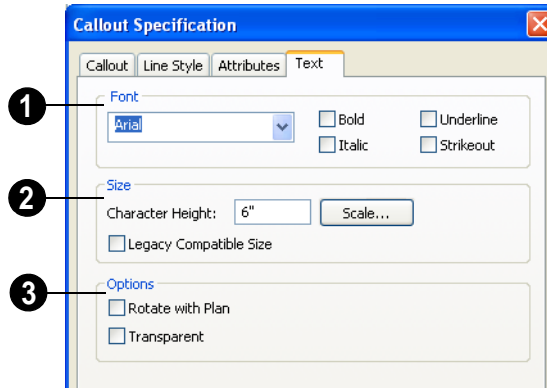 Callout Specification
Callout Line Style Attributes Text
1
Font
Arial
Bold Underline
Italic Strikeout
2
Size
Character Height: 6" Scale...
Legacy Compatible Size
3
Options
Rotate with Plan
Transparent